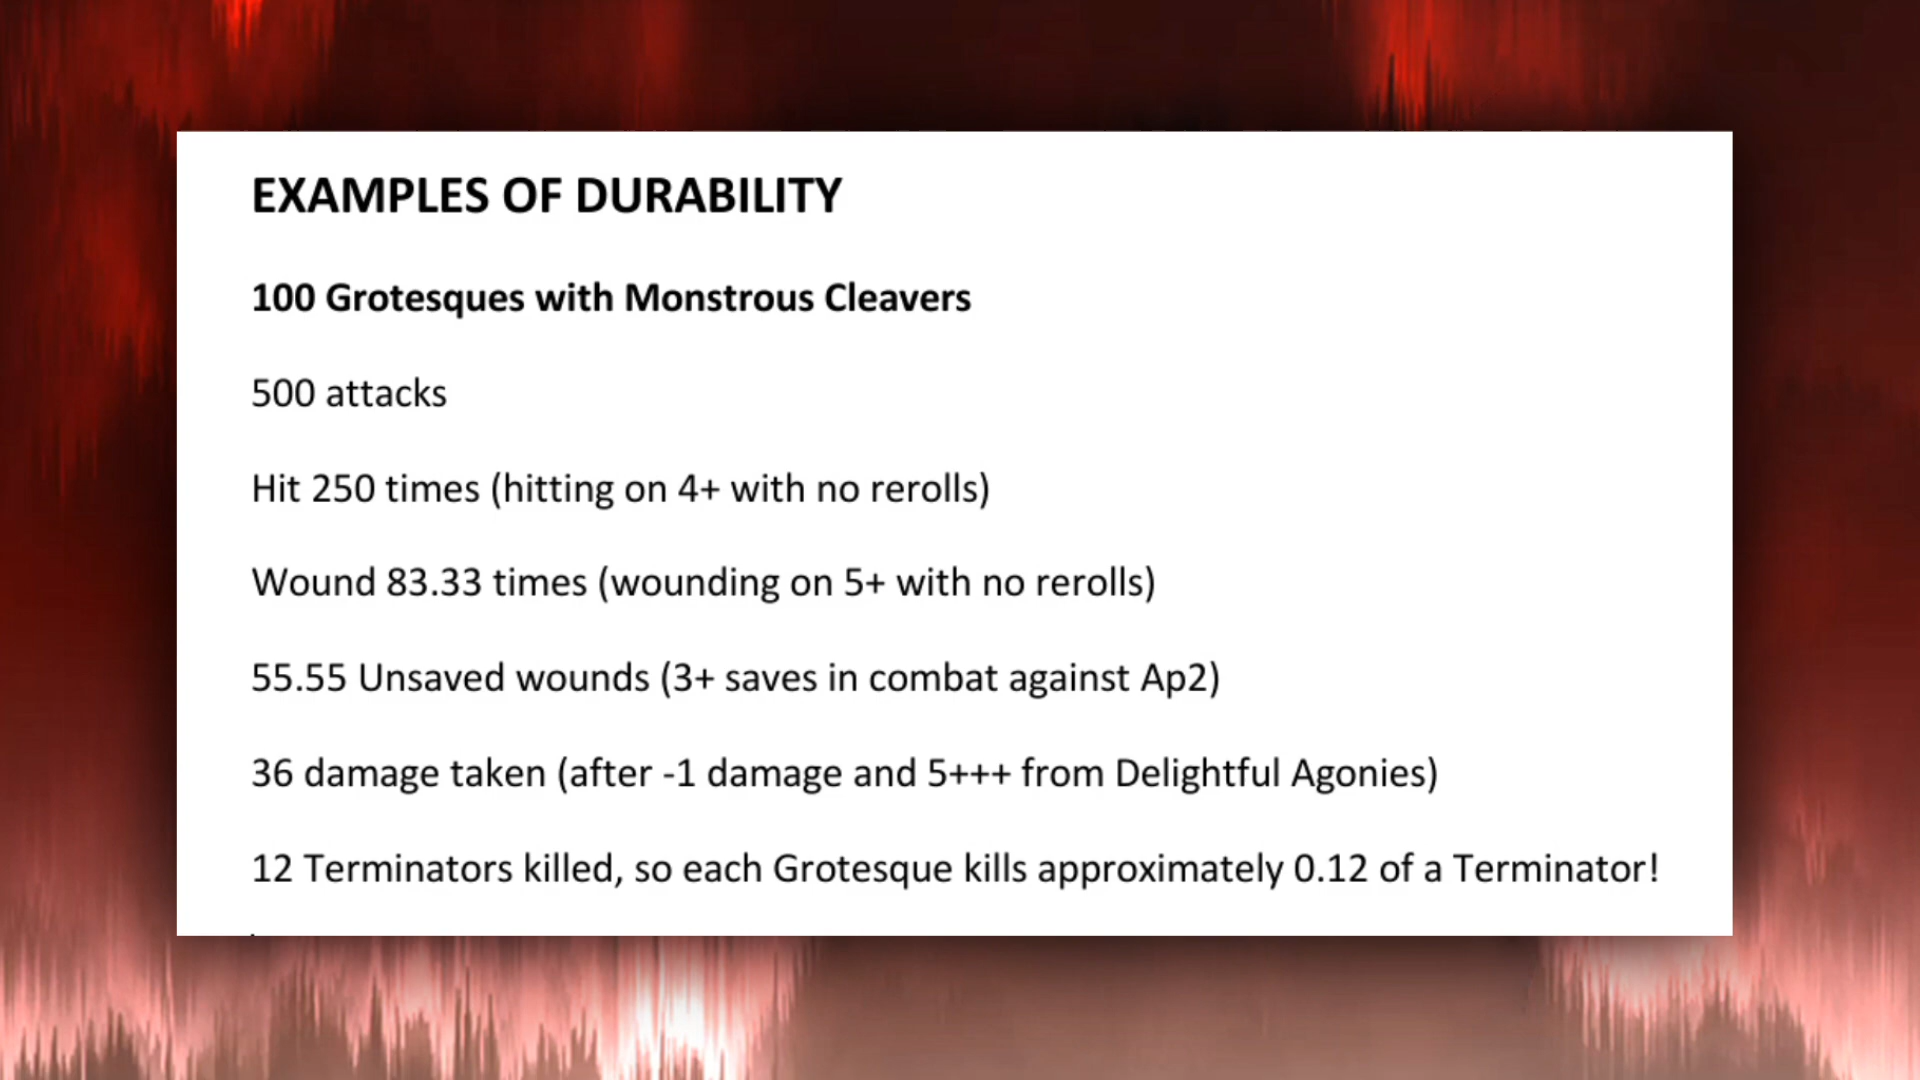 EXAMPLES OF DURABILITY
100 Grotesques with Monstrous Cleavers
500 attacks
Hit 250 times (hitting on 4+ with no rerolls)
Wound 83.33 times (wounding on 5+ with no rerolls)
55.55 Unsaved wounds (3+ saves in combat against Ap2)
36 damage taken (after -1 damage and 5+++ from Delightful Agonies)
12 Terminators killed, so each Grotesque kills approximately 0.12 of a Terminator!